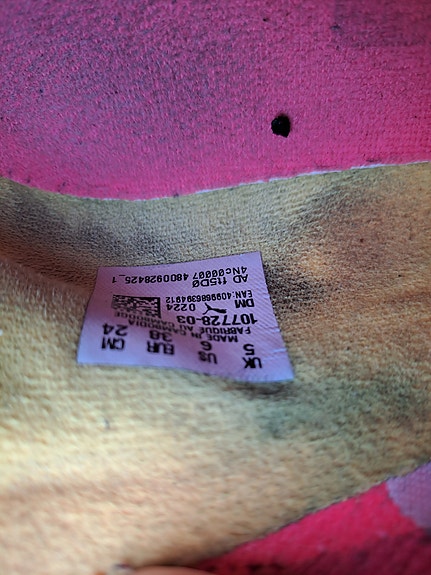 UK US EUR CM
5 6 38 24
MADE IN CAMBODIA
FABRIQUE AU CAMBODGE
107728-03
DM 0224
EAN:4099686394912
4Nc00007 4800928425_1
AD